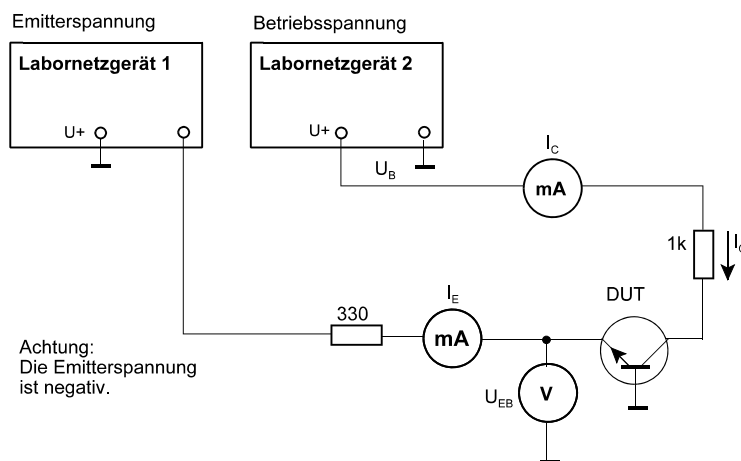 Emitterspannung
Betriebsspannung
Labornetzgerät 1
Labornetzgerät 2
U+
U+
U_B
I_C
mA
1k
DUT
330
I_E
mA
Achtung:
Die Emitterspannung
ist negativ.
U_EB
V